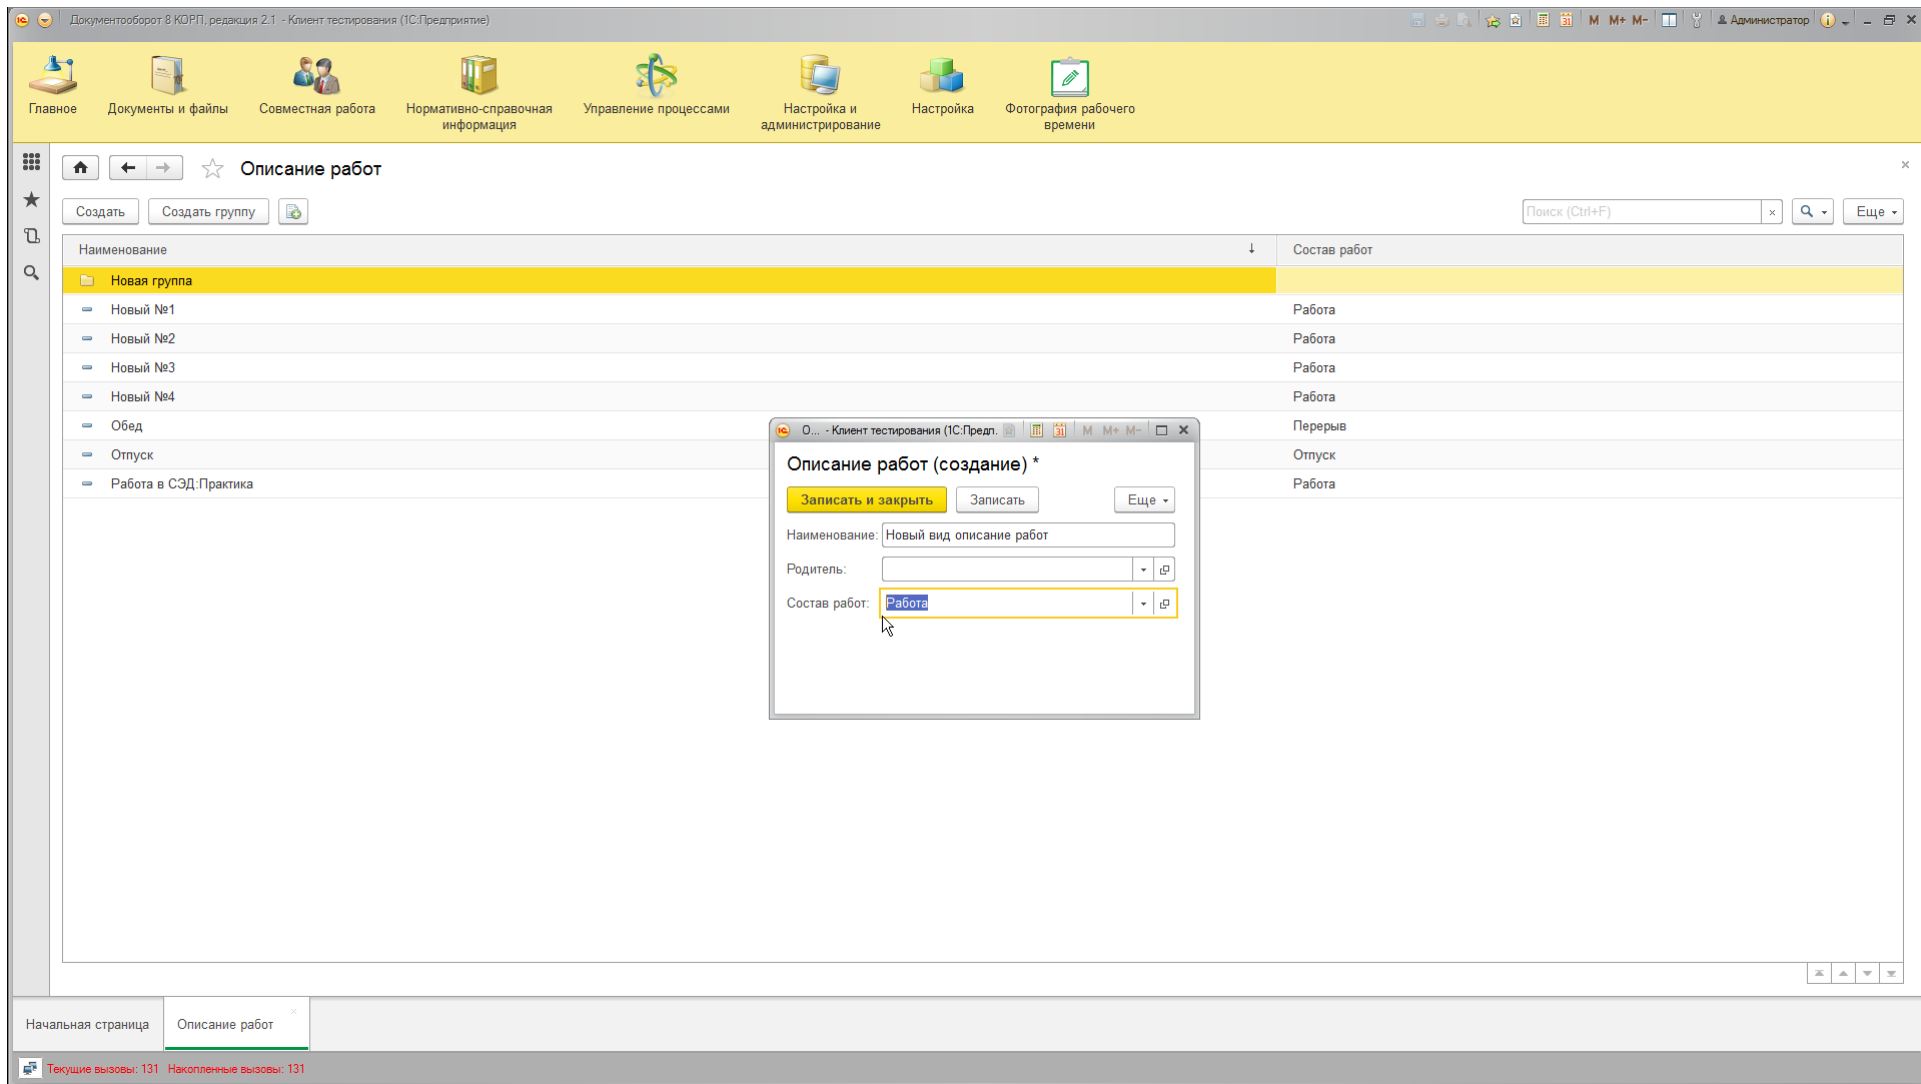 Документооборот 8 КОРП, редакция 2.1 - Клиент тестирования (1С:Предприятие)
M M+ M- Администратор
Главное
Документы и файлы
Совместная работа
Нормативно-справочная
информация
Управление процессами
Настройка и
администрирование
Настройка
Фотография рабочего
времени
Описание работ
Создать Создать группу Поиск (Ctrl+F) Еще
Наименование Состав работ
Новая группа
Новый №1 Работа
Новый №2 Работа
Новый №3 Работа
Новый №4 Работа
Обед Перерыв
Отпуск Отпуск
Работа в СЭД:Практика Работа
О... - Клиент тестирования (1С:Предп. 31 M M+ M-
Описание работ (создание) *
Записать и закрыть Записать Еще
Наименование: Новый вид описание работ
Родитель:
Состав работ: Работа
Начальная страница Описание работ
Текущие вызовы: 131 Накопленные вызовы: 131